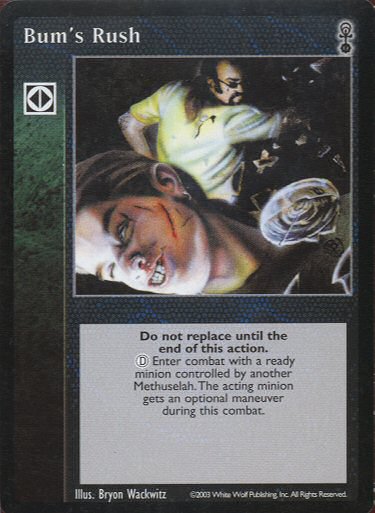 Bum's Rush
Do not replace until the
end of this action.
Ⓓ Enter combat with a ready
minion controlled by another
Methuselah. The acting minion
gets an optional maneuver
during this combat.
Illus. Bryon Wackwitz
©2003 White Wolf Publishing, Inc. All Rights Reserved.